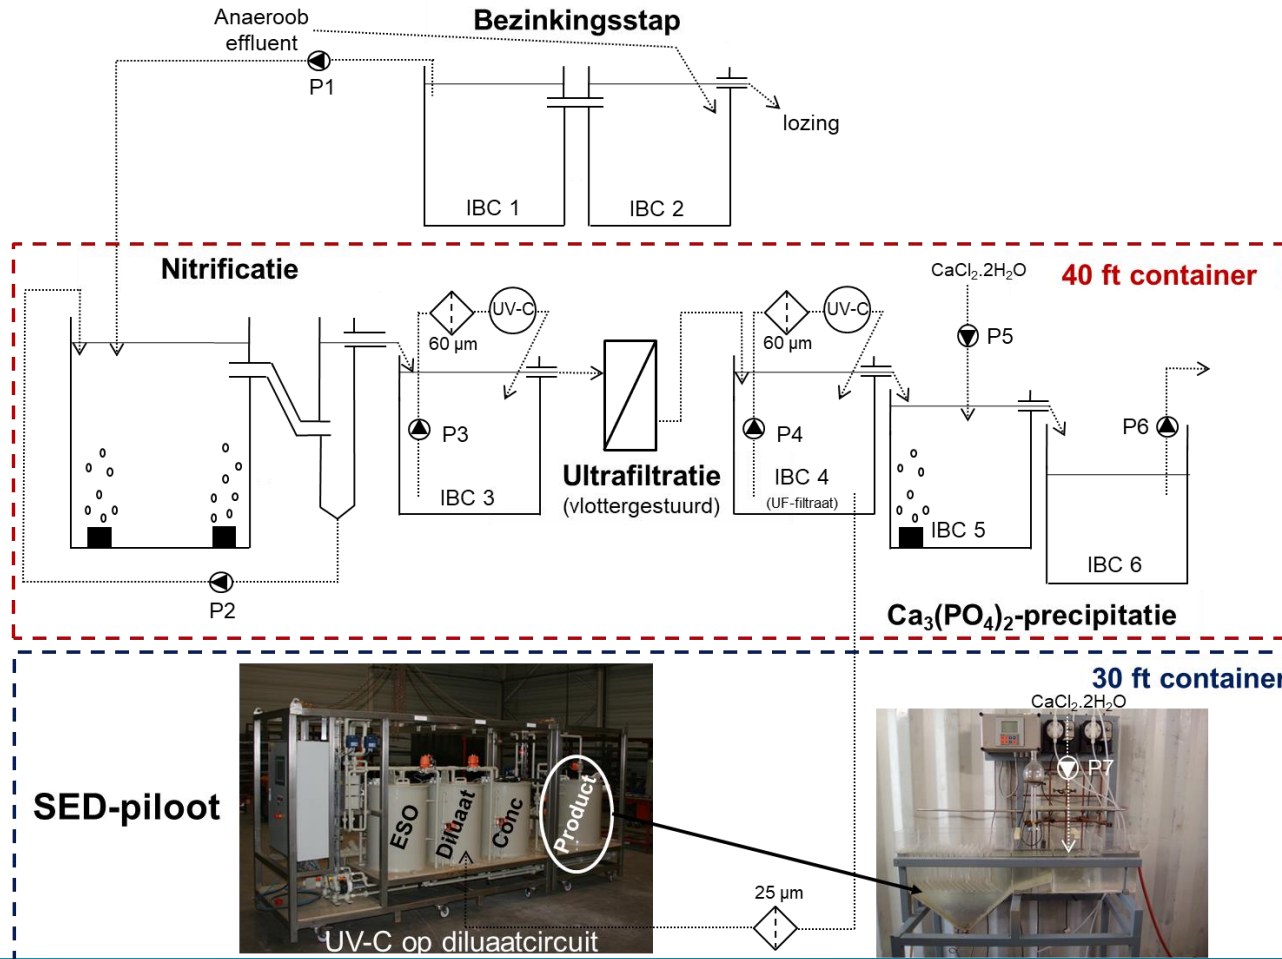 Anaeroob
effluent
Bezinkingsstap
P1
lozing
IBC 1
IBC 2
Nitrificatie
40 ft container
CaCl₂.2H₂O
UV-C
60 µm
UV-C
60 µm
P5
P3
P4
P6
Ultrafiltratie
(vlottergestuurd)
IBC 3
IBC 4
(UF-filtraat)
IBC 5
IBC 6
P2
Ca₃(PO₄)₂-precipitatie
30 ft container
CaCl₂.2H₂O
P7
SED-piloot
ESO
Diluaat
Conc
Product
25 µm
UV-C op diluaatcircuit